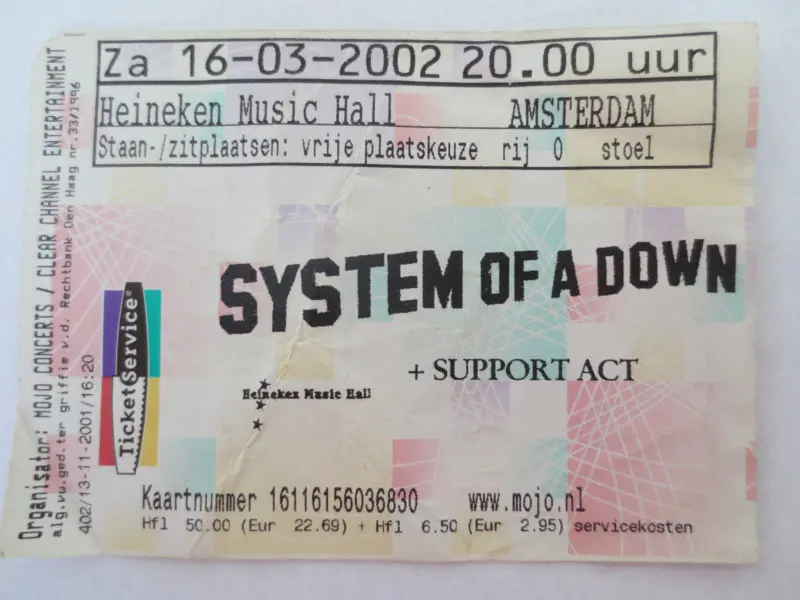 Za 16-03-2002 20.00 uur
Heineken Music Hall AMSTERDAM
Staan-/zitplaatsen: vrije plaatskeuze rij 0 stoel
Organisator: MOJO CONCERTS / CLEAR CHANNEL ENTERTAINMENT
alg.vw.ged.ter griffie v.d. Rechtbank Den Haag nr.33/1996
402/13-11-2001/16:20
TicketService
SYSTEM OF A DOWN
+ SUPPORT ACT
Heineken Music Hall
Kaartnummer 16116156036830 www.mojo.nl
Hfl 50.00 (Eur 22.69) + Hfl 6.50 (Eur 2.95) servicekosten